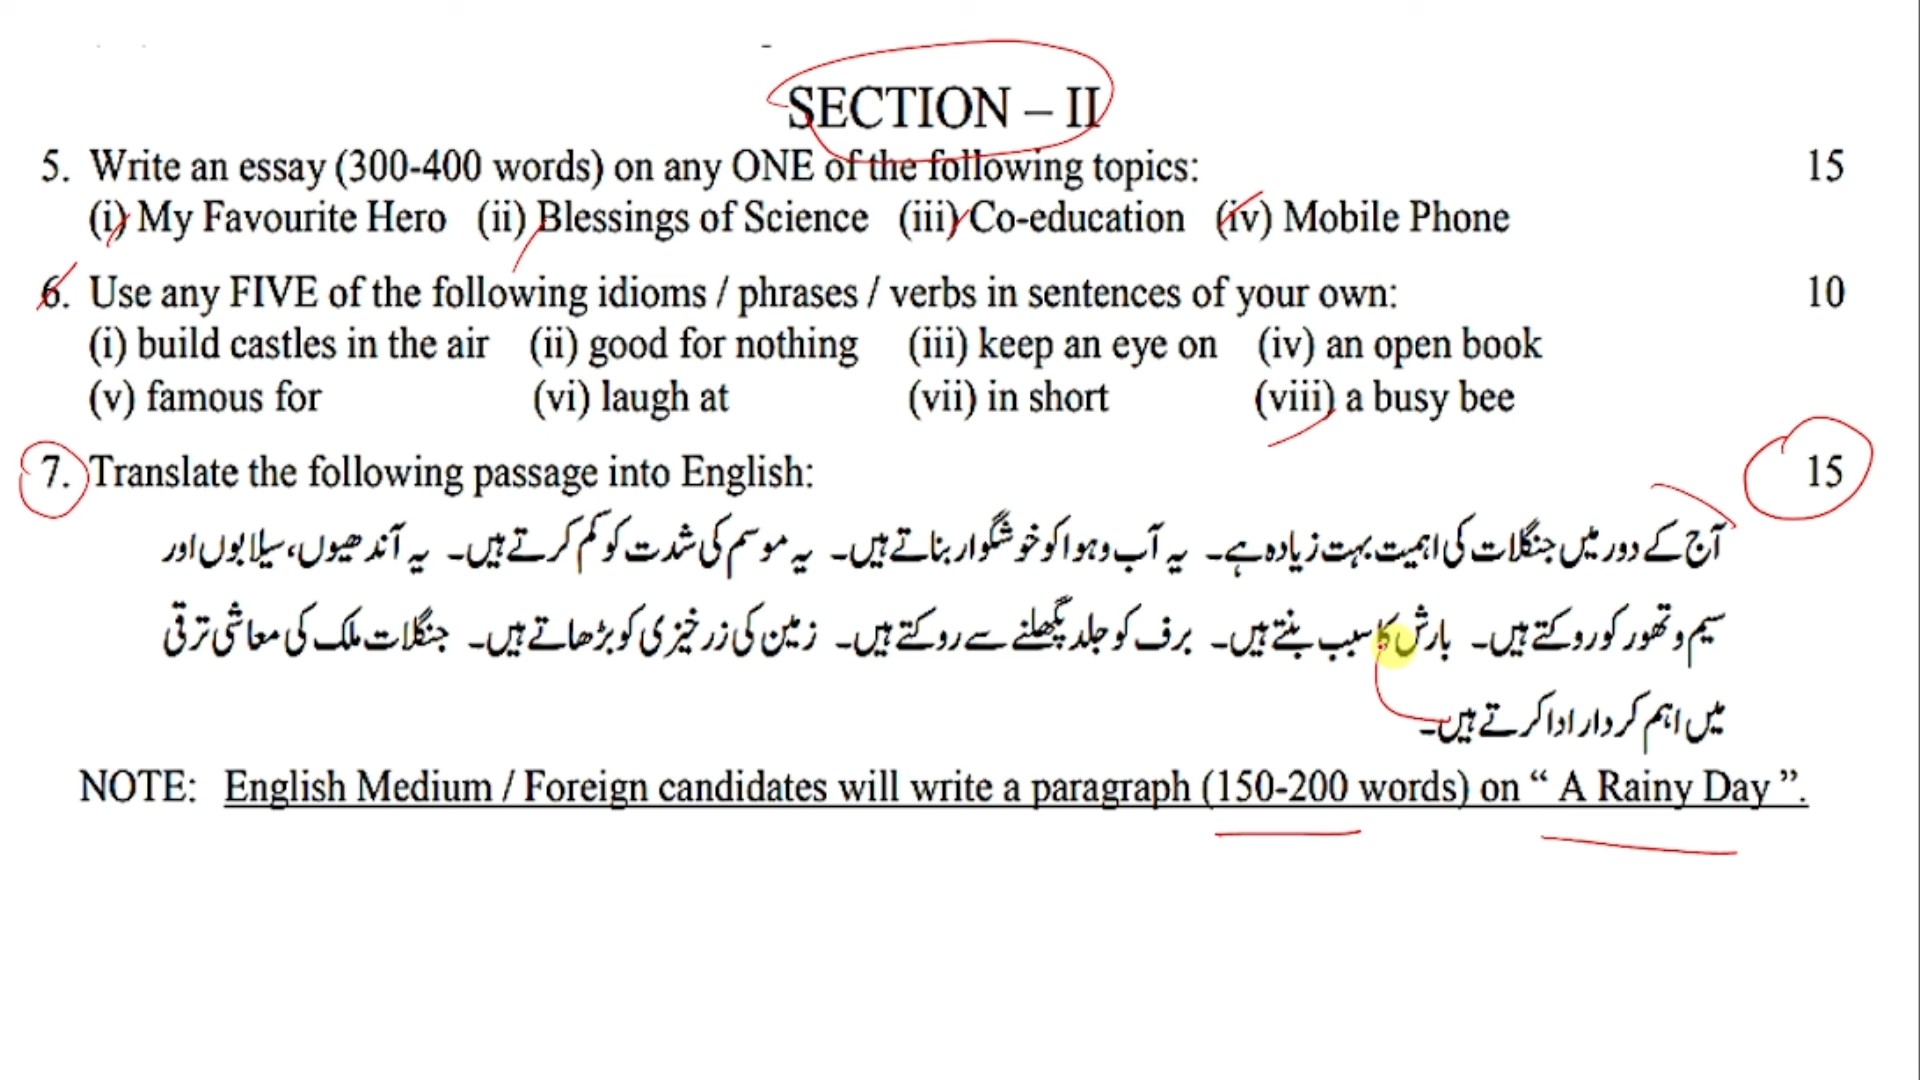 SECTION – II
5. Write an essay (300-400 words) on any ONE of the following topics: 15
(i) My Favourite Hero (ii) Blessings of Science (iii) Co-education (iv) Mobile Phone
6. Use any FIVE of the following idioms / phrases / verbs in sentences of your own: 10
(i) build castles in the air (ii) good for nothing (iii) keep an eye on (iv) an open book
(v) famous for (vi) laugh at (vii) in short (viii) a busy bee
7. Translate the following passage into English: 15
آج کے دور میں جنگلات کی اہمیت بہت زیادہ ہے۔ یہ آب و ہوا کو خوشگوار بناتے ہیں۔ یہ موسم کی شدت کو کم کرتے ہیں۔ یہ آندھیوں، سیلابوں اور
سیم و تھور کو روکتے ہیں۔ بارش کا سبب بنتے ہیں۔ برف کو جلد پگھلنے سے روکتے ہیں۔ زمین کی زرخیزی کو بڑھاتے ہیں۔ جنگلات ملک کی معاشی ترقی
میں اہم کردار ادا کرتے ہیں۔
NOTE: English Medium / Foreign candidates will write a paragraph (150-200 words) on “ A Rainy Day ”.